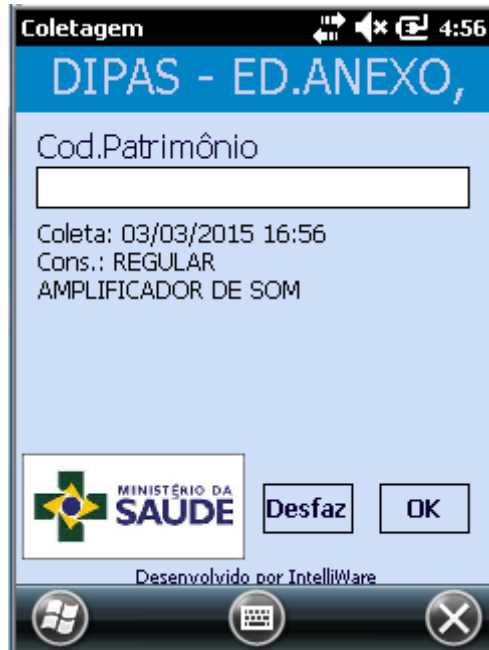 Coletagem 4:56
DIPAS - ED.ANEXO,
Cod.Patrimônio
Coleta: 03/03/2015 16:56
Cons.: REGULAR
AMPLIFICADOR DE SOM
MINISTÉRIO DA
SAÚDE
Desfaz OK
Desenvolvido por IntelliWare